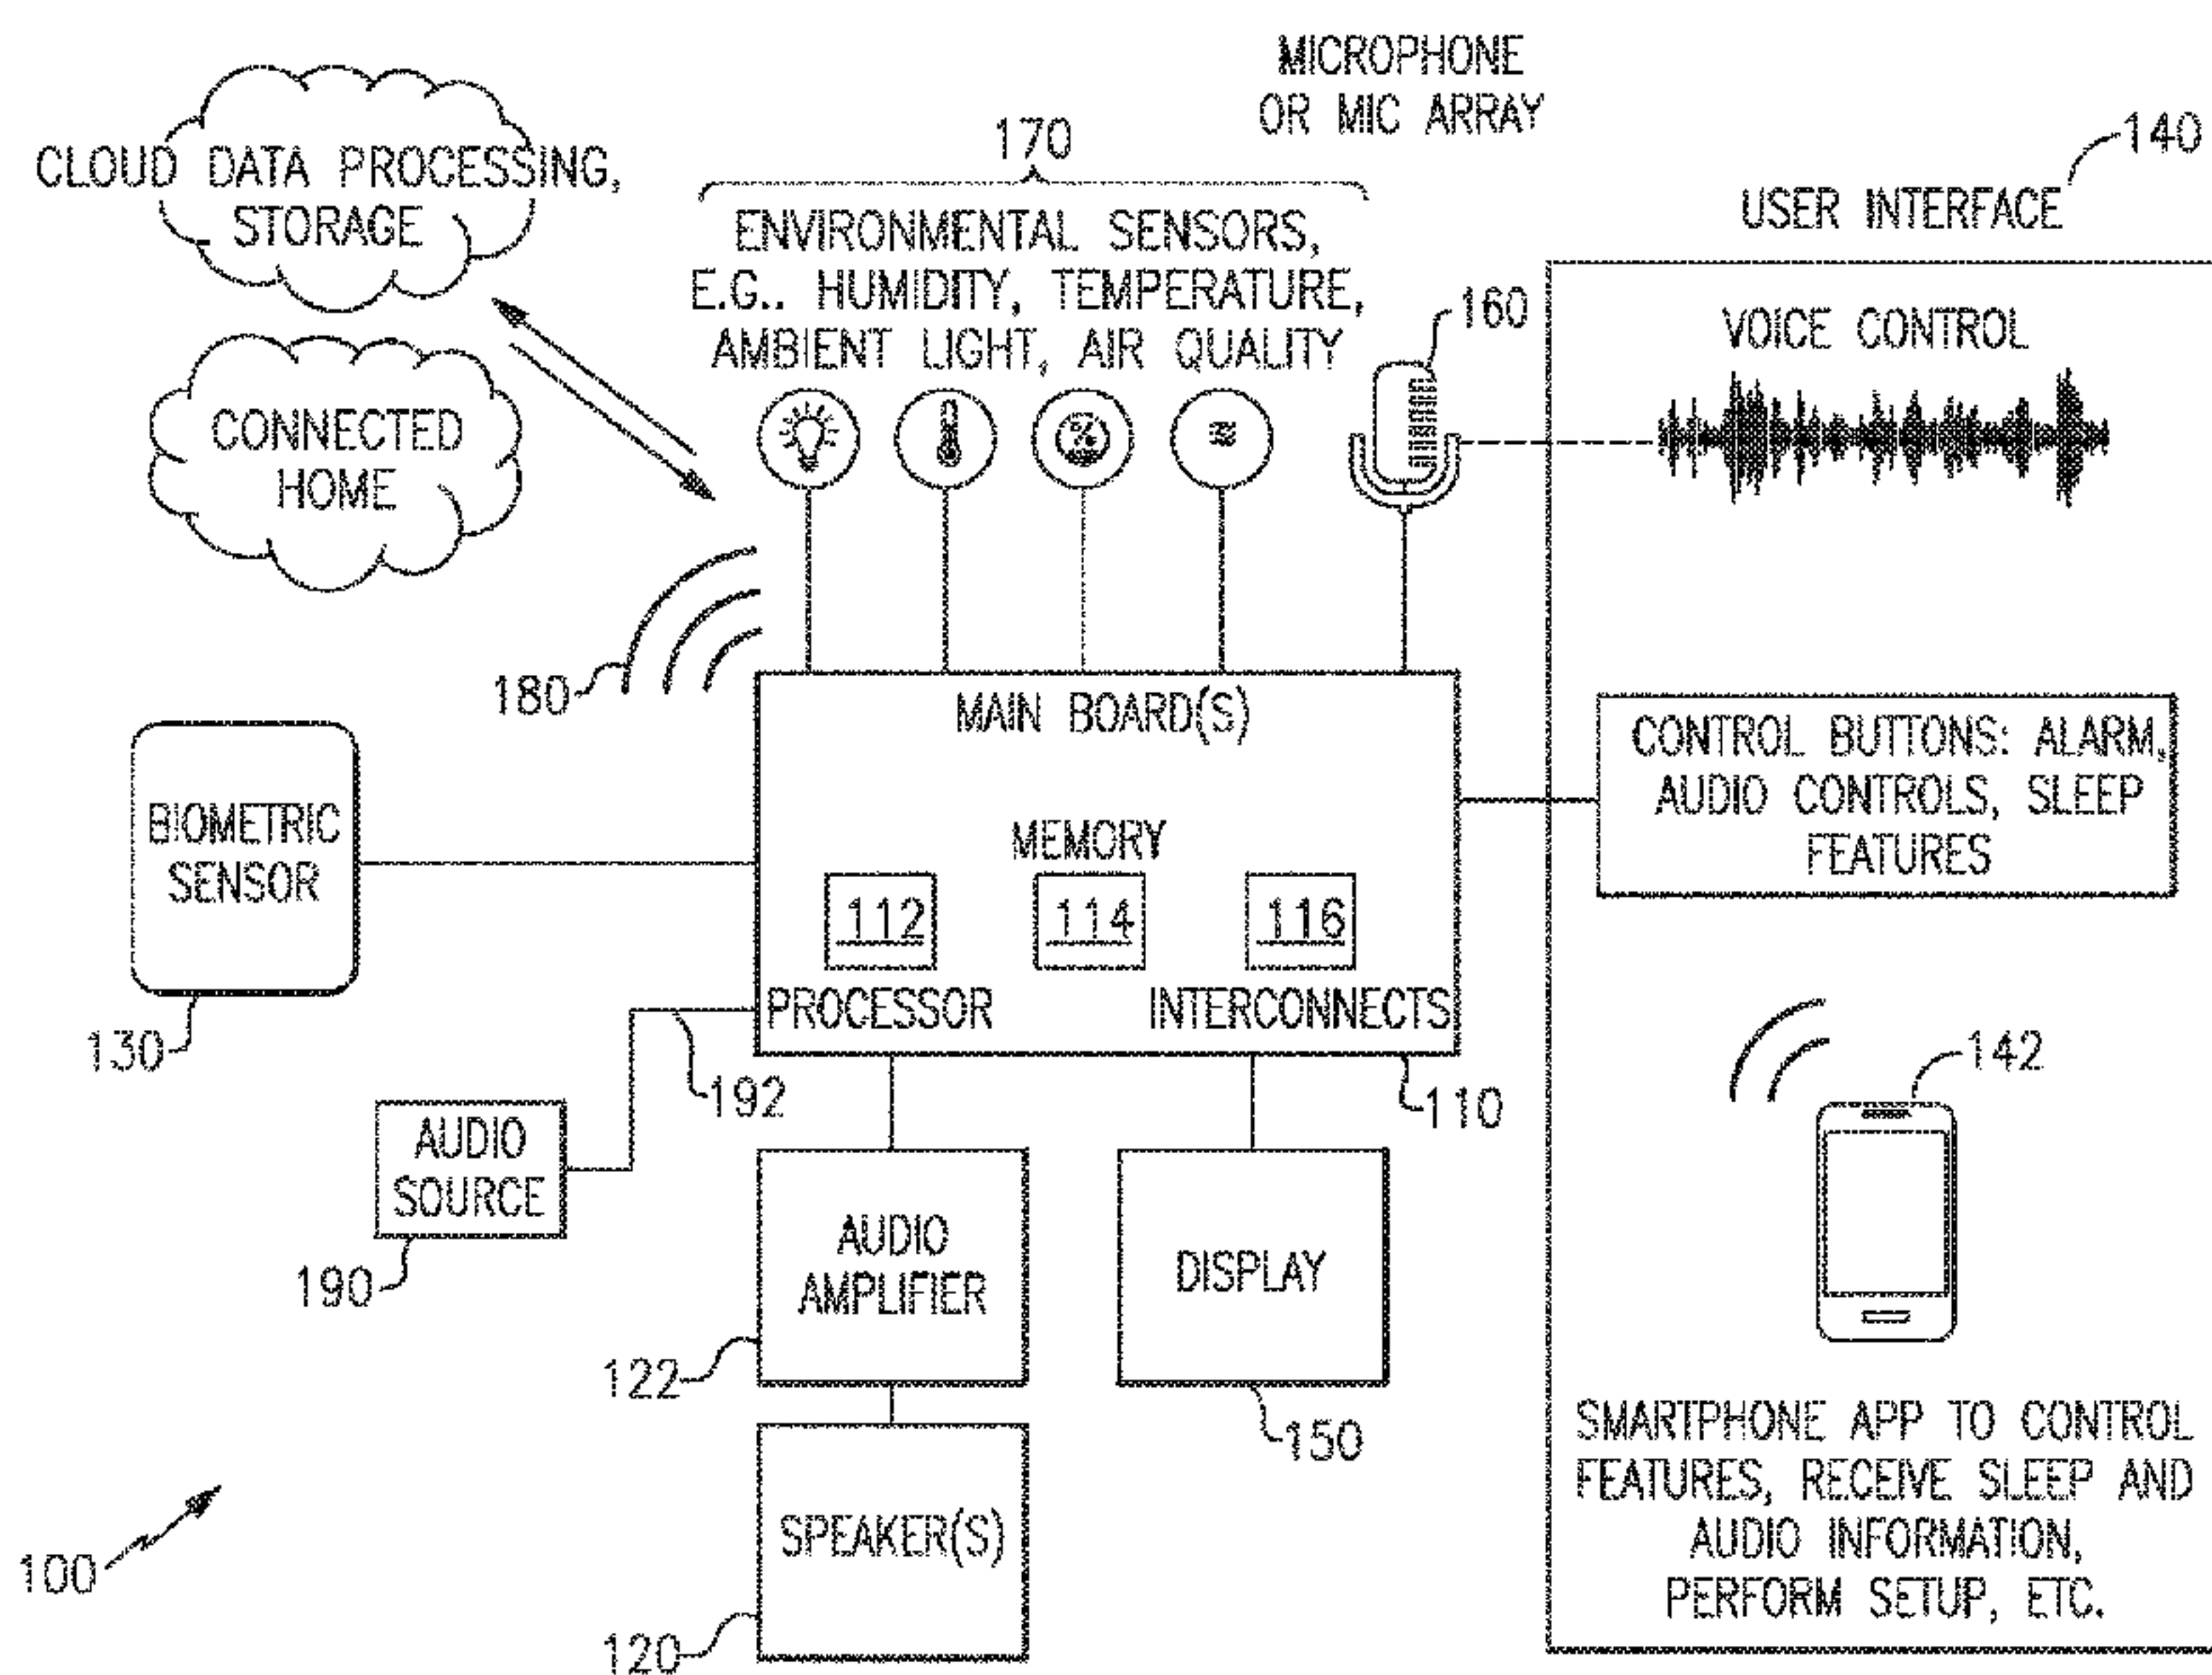 MICROPHONE
OR MIC ARRAY
CLOUD DATA PROCESSING,
STORAGE
170
ENVIRONMENTAL SENSORS,
E.G.. HUMIDITY, TEMPERATURE,
AMBIENT LIGHT, AIR QUALITY
140
USER INTERFACE
160
VOICE CONTROL
CONNECTED
HOME
%
180
MAIN BOARD(S)
MEMORY
112
114
116
PROCESSOR
INTERCONNECTS
110
CONTROL BUTTONS: ALARM,
AUDIO CONTROLS, SLEEP
FEATURES
BIOMETRIC
SENSOR
130
192
AUDIO
SOURCE
190
142
AUDIO
AMPLIFIER
122
DISPLAY
150
SMARTPHONE APP TO CONTROL
FEATURES, RECEIVE SLEEP AND
AUDIO INFORMATION,
PERFORM SETUP, ETC.
SPEAKER(S)
120
100